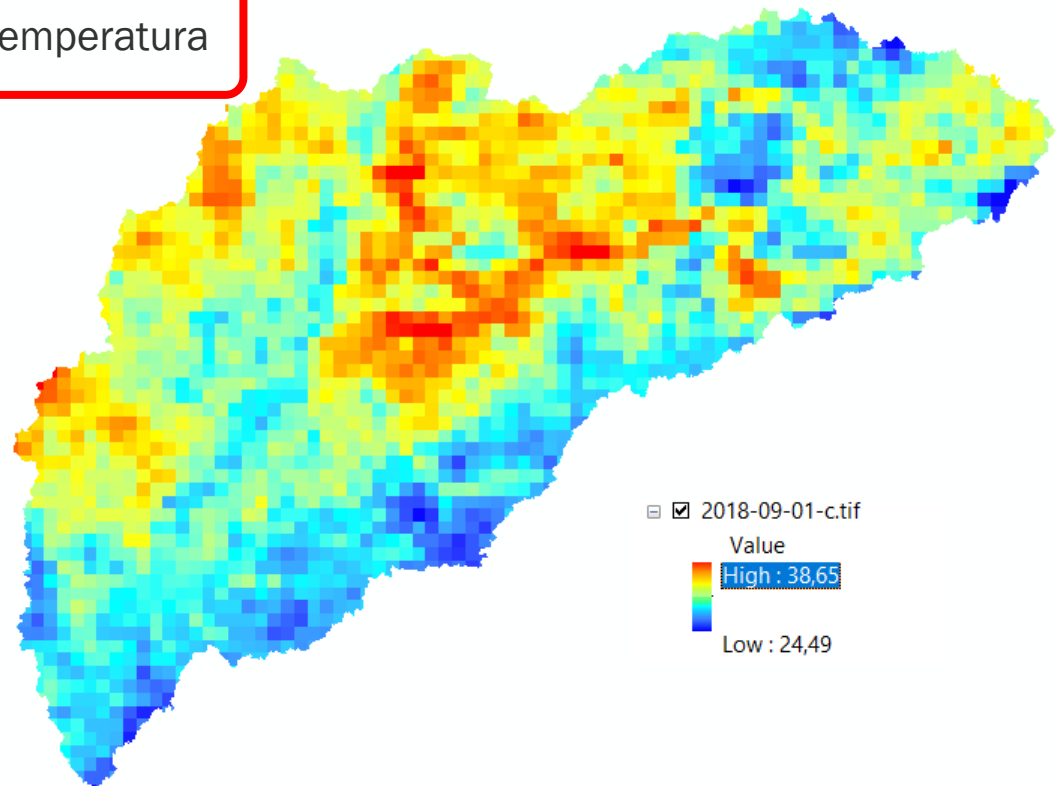 emperatura
2018-09-01-c.tif
Value
High : 38,65
Low : 24,49